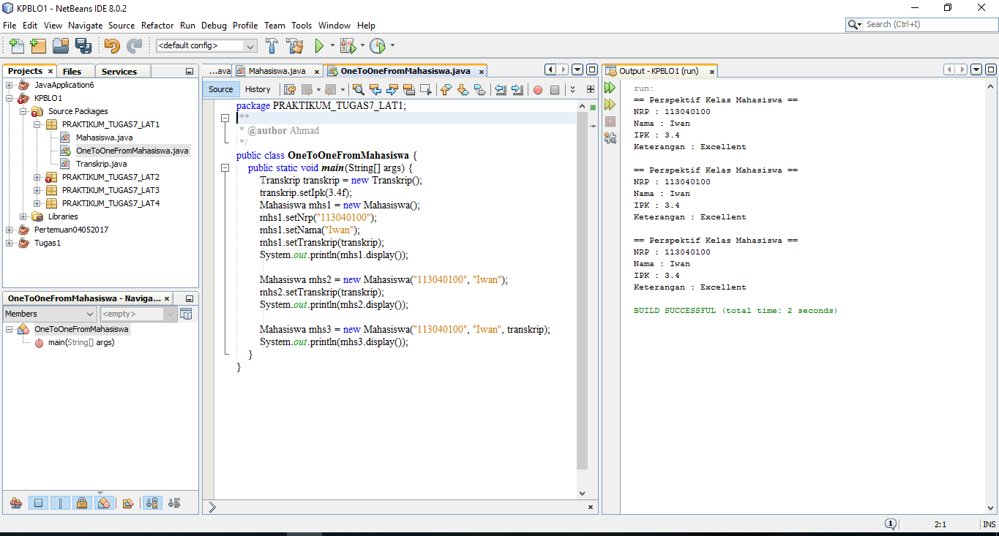 KPBLO1 - NetBeans IDE 8.0.2
File Edit View Navigate Source Refactor Run Debug Profile Team Tools Window Help
Search (Ctrl+I)
<default config>
Projects Files Services
JavaApplication6
KPBLO1
Source Packages
PRAKTIKUM_TUGAS7_LAT1
Mahasiswa.java
OneToOneFromMahasiswa.java
Transkrip.java
PRAKTIKUM_TUGAS7_LAT2
PRAKTIKUM_TUGAS7_LAT3
PRAKTIKUM_TUGAS7_LAT4
Libraries
Pertemuan04052017
Tugas1
OneToOneFromMahasiswa - Naviga...
Members <empty>
OneToOneFromMahasiswa
main(String[] args)
...ava Mahasiswa.java OneToOneFromMahasiswa.java
Source History
package PRAKTIKUM_TUGAS7_LAT1;
/**
* @author Ahmad
*/
public class OneToOneFromMahasiswa {
public static void main(String[] args) {
Transkrip transkrip = new Transkrip();
transkrip.setIpk(3.4f);
Mahasiswa mhs1 = new Mahasiswa();
mhs1.setNrp("113040100");
mhs1.setNama("Iwan");
mhs1.setTranskrip(transkrip);
System.out.println(mhs1.display());
Mahasiswa mhs2 = new Mahasiswa("113040100", "Iwan");
mhs2.setTranskrip(transkrip);
System.out.println(mhs2.display());
Mahasiswa mhs3 = new Mahasiswa("113040100", "Iwan", transkrip);
System.out.println(mhs3.display());
}
}
Output - KPBLO1 (run)
run:
== Perspektif Kelas Mahasiswa ==
NRP : 113040100
Nama : Iwan
IPK : 3.4
Keterangan : Excellent
== Perspektif Kelas Mahasiswa ==
NRP : 113040100
Nama : Iwan
IPK : 3.4
Keterangan : Excellent
== Perspektif Kelas Mahasiswa ==
NRP : 113040100
Nama : Iwan
IPK : 3.4
Keterangan : Excellent
BUILD SUCCESSFUL (total time: 2 seconds)
1 2:1 INS